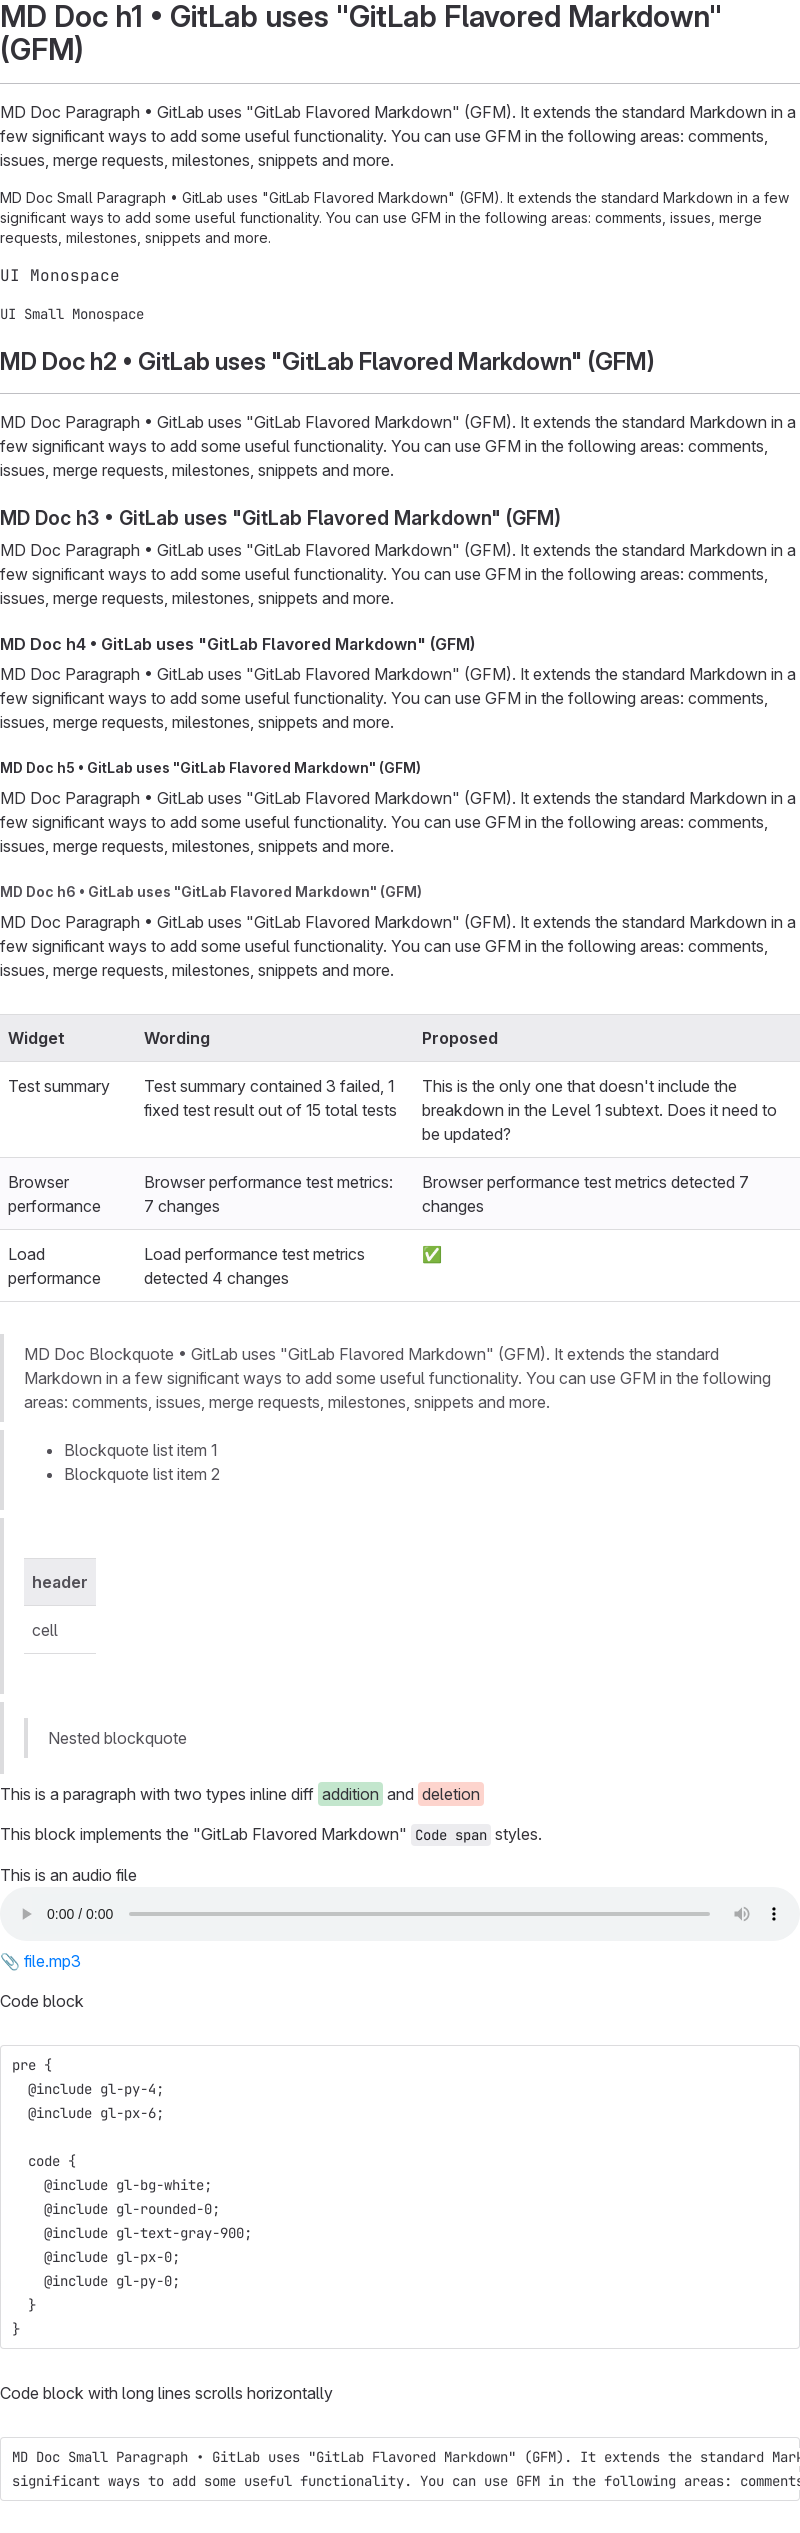 MD Doc h1 • GitLab uses "GitLab Flavored Markdown"
(GFM)
MD Doc Paragraph • GitLab uses "GitLab Flavored Markdown" (GFM). It extends the standard Markdown in a
few significant ways to add some useful functionality. You can use GFM in the following areas: comments,
issues, merge requests, milestones, snippets and more.
MD Doc Small Paragraph • GitLab uses "GitLab Flavored Markdown" (GFM). It extends the standard Markdown in a few
significant ways to add some useful functionality. You can use GFM in the following areas: comments, issues, merge
requests, milestones, snippets and more.
UI Monospace
UI Small Monospace
MD Doc h2 • GitLab uses "GitLab Flavored Markdown" (GFM)
MD Doc Paragraph • GitLab uses "GitLab Flavored Markdown" (GFM). It extends the standard Markdown in a
few significant ways to add some useful functionality. You can use GFM in the following areas: comments,
issues, merge requests, milestones, snippets and more.
MD Doc h3 • GitLab uses "GitLab Flavored Markdown" (GFM)
MD Doc Paragraph • GitLab uses "GitLab Flavored Markdown" (GFM). It extends the standard Markdown in a
few significant ways to add some useful functionality. You can use GFM in the following areas: comments,
issues, merge requests, milestones, snippets and more.
MD Doc h4 • GitLab uses "GitLab Flavored Markdown" (GFM)
MD Doc Paragraph • GitLab uses "GitLab Flavored Markdown" (GFM). It extends the standard Markdown in a
few significant ways to add some useful functionality. You can use GFM in the following areas: comments,
issues, merge requests, milestones, snippets and more.
MD Doc h5 • GitLab uses "GitLab Flavored Markdown" (GFM)
MD Doc Paragraph • GitLab uses "GitLab Flavored Markdown" (GFM). It extends the standard Markdown in a
few significant ways to add some useful functionality. You can use GFM in the following areas: comments,
issues, merge requests, milestones, snippets and more.
MD Doc h6 • GitLab uses "GitLab Flavored Markdown" (GFM)
MD Doc Paragraph • GitLab uses "GitLab Flavored Markdown" (GFM). It extends the standard Markdown in a
few significant ways to add some useful functionality. You can use GFM in the following areas: comments,
issues, merge requests, milestones, snippets and more.
Widget Wording Proposed
Test summary Test summary contained 3 failed, 1 This is the only one that doesn't include the
fixed test result out of 15 total tests breakdown in the Level 1 subtext. Does it need to
be updated?
Browser Browser performance test metrics: Browser performance test metrics detected 7
performance 7 changes changes
Load Load performance test metrics ✅
performance detected 4 changes
MD Doc Blockquote • GitLab uses "GitLab Flavored Markdown" (GFM). It extends the standard
Markdown in a few significant ways to add some useful functionality. You can use GFM in the following
areas: comments, issues, merge requests, milestones, snippets and more.
• Blockquote list item 1
• Blockquote list item 2
header
cell
Nested blockquote
This is a paragraph with two types inline diff addition and deletion
This block implements the "GitLab Flavored Markdown" Code span styles.
This is an audio file
0:00 / 0:00
📎 file.mp3
Code block
pre {
  @include gl-py-4;
  @include gl-px-6;
  code {
    @include gl-bg-white;
    @include gl-rounded-0;
    @include gl-text-gray-900;
    @include gl-px-0;
    @include gl-py-0;
  }
}
Code block with long lines scrolls horizontally
MD Doc Small Paragraph • GitLab uses "GitLab Flavored Markdown" (GFM). It extends the standard Mark
significant ways to add some useful functionality. You can use GFM in the following areas: comments